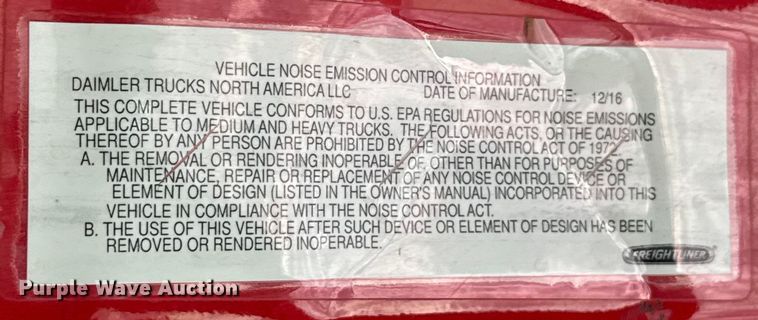 VEHICLE NOISE EMISSION CONTROL INFORMATION
DAIMLER TRUCKS NORTH AMERICA LLC DATE OF MANUFACTURE: 12/16
THIS COMPLETE VEHICLE CONFORMS TO U.S. EPA REGULATIONS FOR NOISE EMISSIONS
APPLICABLE TO MEDIUM AND HEAVY TRUCKS. THE FOLLOWING ACTS, OR THE CAUSING
THEREOF BY ANY PERSON ARE PROHIBITED BY THE NOISE CONTROL ACT OF 1972.
A. THE REMOVAL OR RENDERING INOPERABLE, OTHER THAN FOR PURPOSES OF
MAINTENANCE, REPAIR OR REPLACEMENT OF ANY NOISE CONTROL DEVICE OR
ELEMENT OF DESIGN (LISTED IN THE OWNER'S MANUAL) INCORPORATED INTO THIS
VEHICLE IN COMPLIANCE WITH THE NOISE CONTROL ACT.
B. THE USE OF THIS VEHICLE AFTER SUCH DEVICE OR ELEMENT OF DESIGN HAS BEEN
REMOVED OR RENDERED INOPERABLE.
FREIGHTLINER
Purple Wave Auction